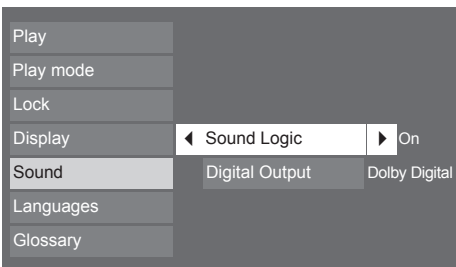 Play
Play mode
Lock
Display
Sound Logic
On
Sound
Digital Output
Dolby Digital
Languages
Glossary